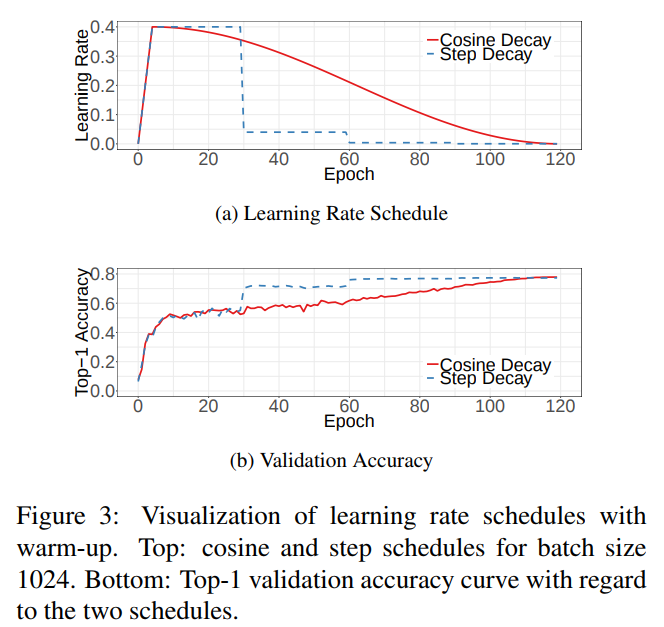 0.4
0.3
0.2
0.1
0.0
Learning Rate
Cosine Decay
Step Decay
0 20 40 60 80 100 120
Epoch
(a) Learning Rate Schedule
0.8
0.6
0.4
0.2
0.0
Top−1 Accuracy
Cosine Decay
Step Decay
0 20 40 60 80 100 120
Epoch
(b) Validation Accuracy
Figure 3: Visualization of learning rate schedules with
warm-up. Top: cosine and step schedules for batch size
1024. Bottom: Top-1 validation accuracy curve with regard
to the two schedules.